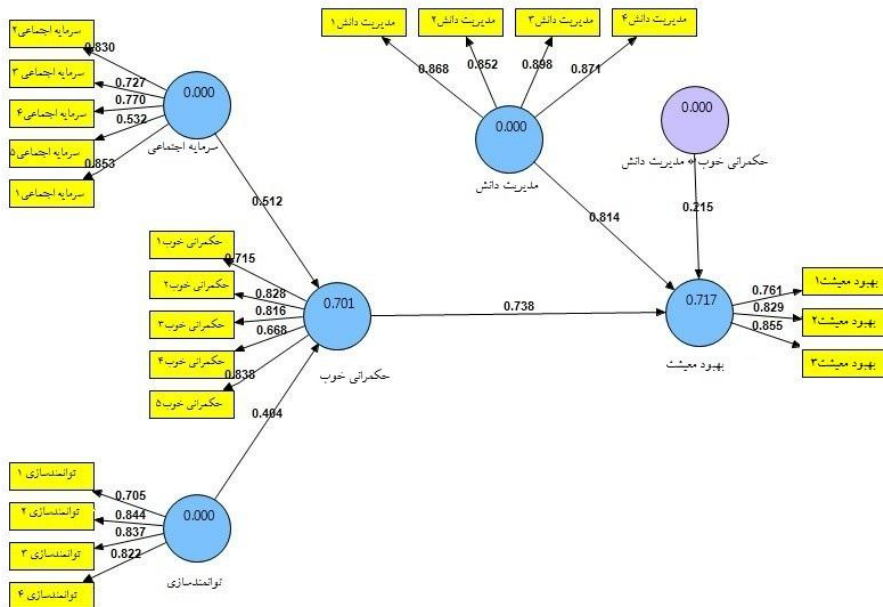 سرمایه اجتماعی۲
0.830
سرمایه اجتماعی ۳
0.727
سرمایه اجتماعی۴
0.770
سرمایه اجتماعی۵
0.532
سرمایه اجتماعی۱
0.853
0.000
سرمایه اجتماعی
0.512
مدیریت دانش۱
مدیریت دانش۲
مدیریت دانش۳
مدیریت دانش۴
0.868
0.852
0.898
0.871
0.000
مدیریت دانش
0.814
0.000
حکمرانی خوب * مدیریت دانش
0.215
حکمرانی خوب۱
0.715
حکمرانی خوب۲
0.828
حکمرانی خوب۳
0.816
حکمرانی خوب۴
0.668
حکمرانی خوب۵
0.838
0.701
حکمرانی خوب
0.738
0.717
بهبود معیشت
بهبود معیشت۱
0.761
بهبود معیشت۲
0.829
بهبود معیشت۳
0.855
0.404
توانمندسازی ۱
0.705
توانمندسازی ۲
0.844
توانمندسازی ۳
0.837
توانمندسازی ۴
0.822
0.000
توانمندسازی